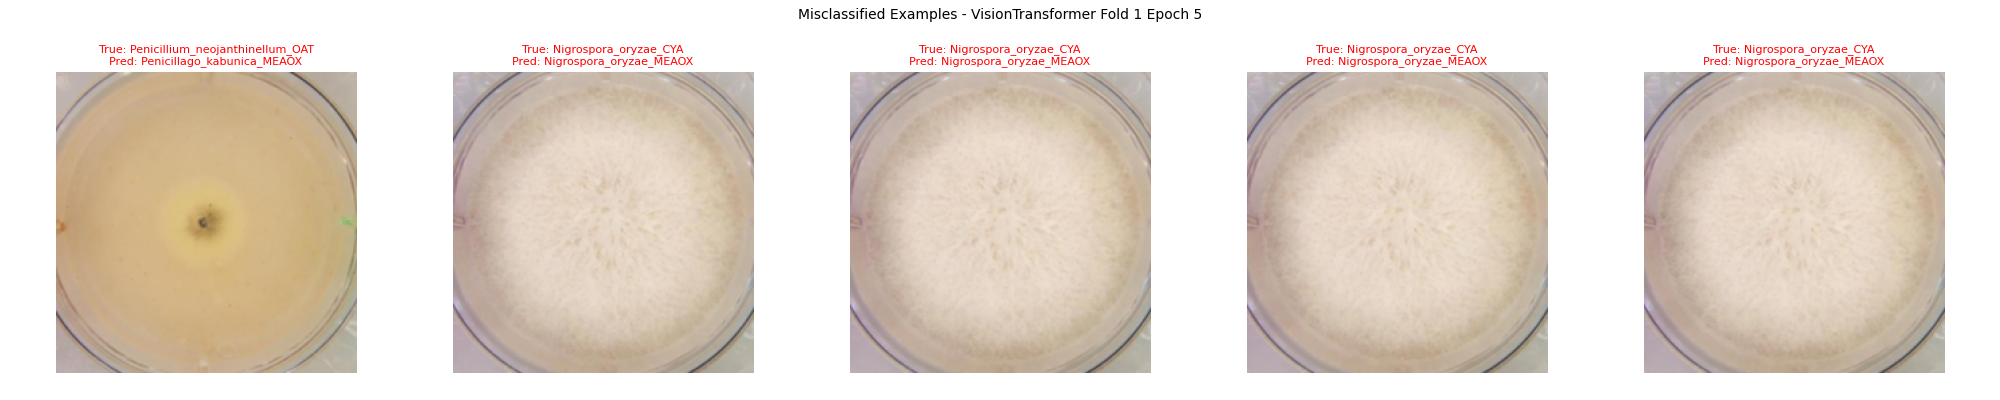 Misclassified Examples - VisionTransformer Fold 1 Epoch 5
True: Penicillium_neojanthinellum_OAT
Pred: Penicillago_kabunica_MEAOX
True: Nigrospora_oryzae_CYA
Pred: Nigrospora_oryzae_MEAOX
True: Nigrospora_oryzae_CYA
Pred: Nigrospora_oryzae_MEAOX
True: Nigrospora_oryzae_CYA
Pred: Nigrospora_oryzae_MEAOX
True: Nigrospora_oryzae_CYA
Pred: Nigrospora_oryzae_MEAOX